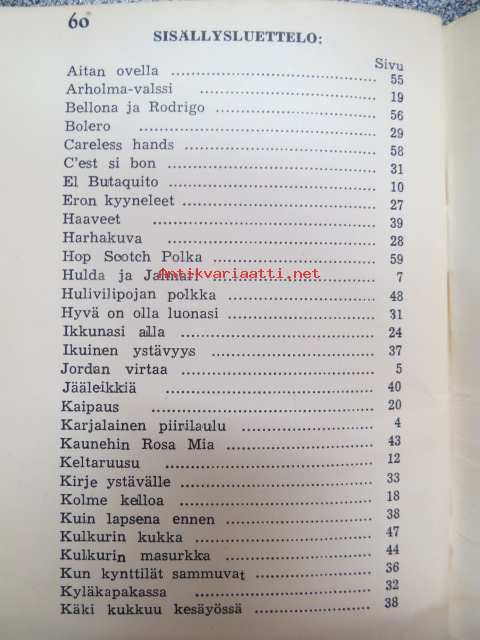 60
SISÄLLYSLUETTELO:
Sivu
Aitan ovella 55
Arholma-valssi 19
Bellona ja Rodrigo 56
Bolero 29
Careless hands 58
C'est si bon 31
El Butaquito 10
Eron kyyneleet 27
Haaveet 39
Harhakuva 28
Hop Scotch Polka 59
Hulda ja Jalmari 7
Antikvariaatti.net
Hulivilipojan polkka 48
Hyvä on olla luonasi 31
Ikkunasi alla 24
Ikuinen ystävyys 37
Jordan virtaa 5
Jääleikkiä 40
Kaipaus 20
Karjalainen piirilaulu 4
Kaunehin Rosa Mia 43
Keltaruusu 12
Kirje ystävälle 33
Kolme kelloa 18
Kuin lapsena ennen 38
Kulkurin kukka 47
Kulkurin masurkka 44
Kun kynttilät sammuvat 36
Kyläkapakassa 32
Käki kukkuu kesäyössä 38